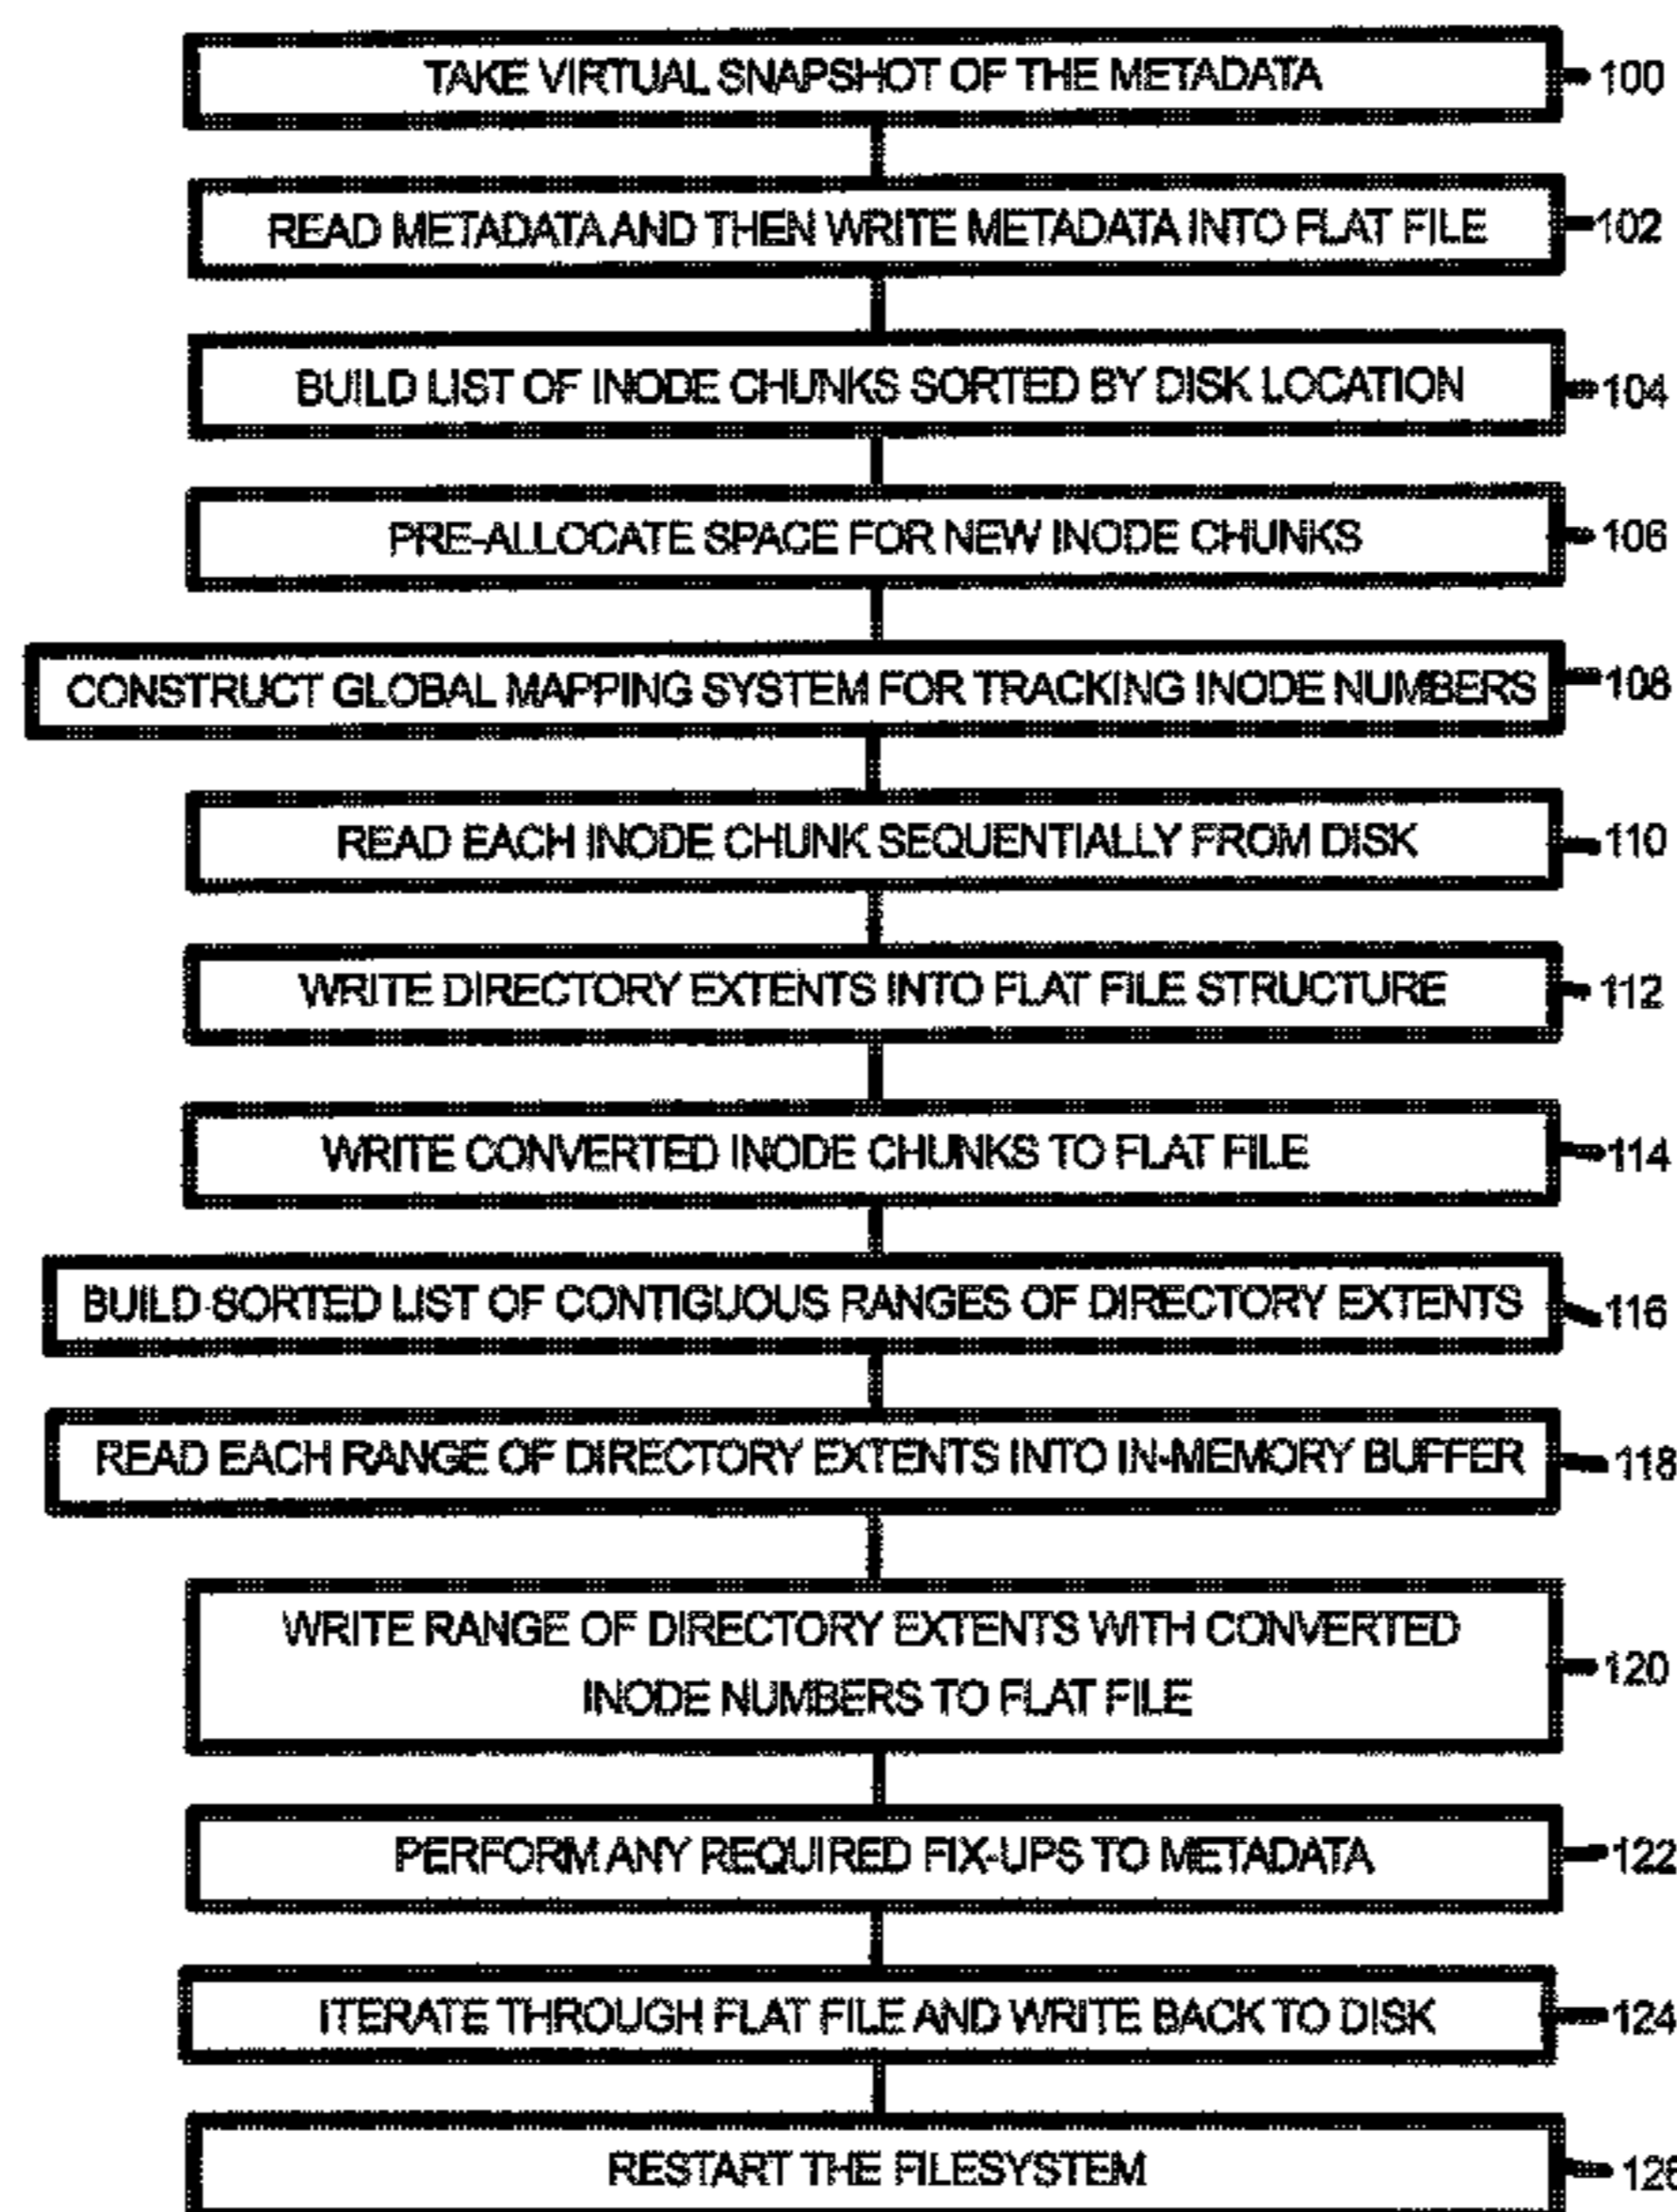 TAKE VIRTUAL SNAPSHOT OF THE METADATA 100
READ METADATA AND THEN WRITE METADATA INTO FLAT FILE 102
BUILD LIST OF INODE CHUNKS SORTED BY DISK LOCATION 104
PRE-ALLOCATE SPACE FOR NEW INODE CHUNKS 106
CONSTRUCT GLOBAL MAPPING SYSTEM FOR TRACKING INODE NUMBERS 108
READ EACH INODE CHUNK SEQUENTIALLY FROM DISK 110
WRITE DIRECTORY EXTENTS INTO FLAT FILE STRUCTURE 112
WRITE CONVERTED INODE CHUNKS TO FLAT FILE 114
BUILD SORTED LIST OF CONTIGUOUS RANGES OF DIRECTORY EXTENTS 116
READ EACH RANGE OF DIRECTORY EXTENTS INTO IN-MEMORY BUFFER 118
WRITE RANGE OF DIRECTORY EXTENTS WITH CONVERTED
INODE NUMBERS TO FLAT FILE 120
PERFORM ANY REQUIRED FIX-UPS TO METADATA 122
ITERATE THROUGH FLAT FILE AND WRITE BACK TO DISK 124
RESTART THE FILESYSTEM 126